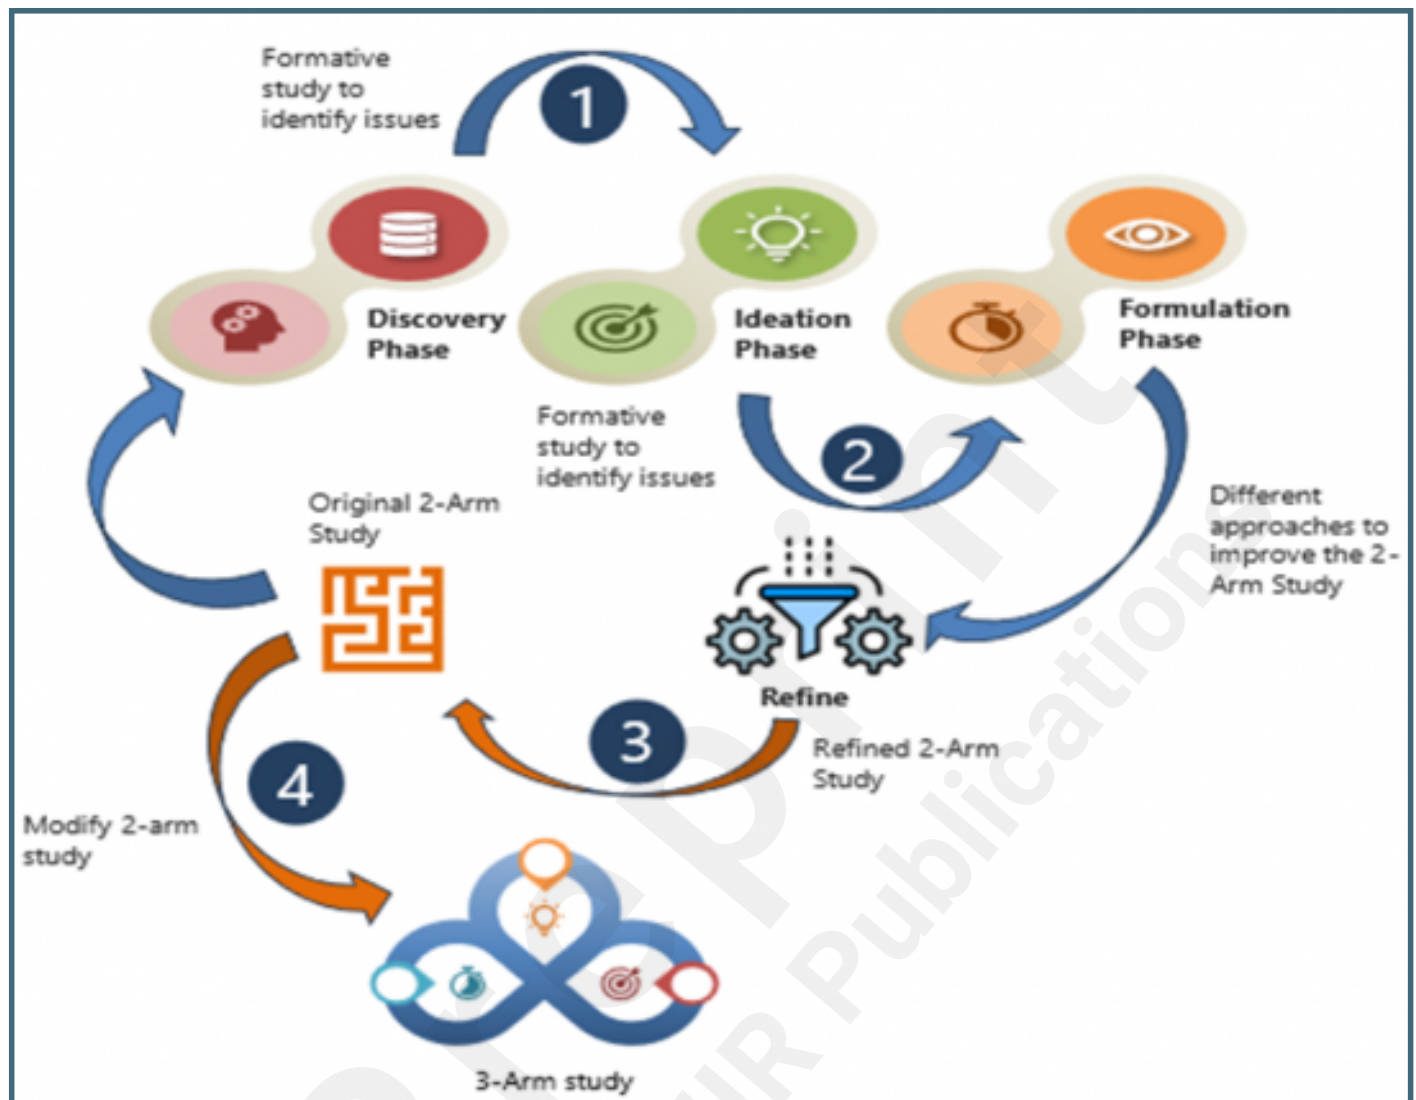 Formative
study to
identify issues
1
Discovery
Phase
Ideation
Phase
Formulation
Phase
Formative
study to
identify issues
2
Original 2-Arm
Study
Different
approaches to
improve the 2-
Arm Study
Refine
3
Refined 2-Arm
Study
4
Modify 2-arm
study
3-Arm study
Preprint
Publications